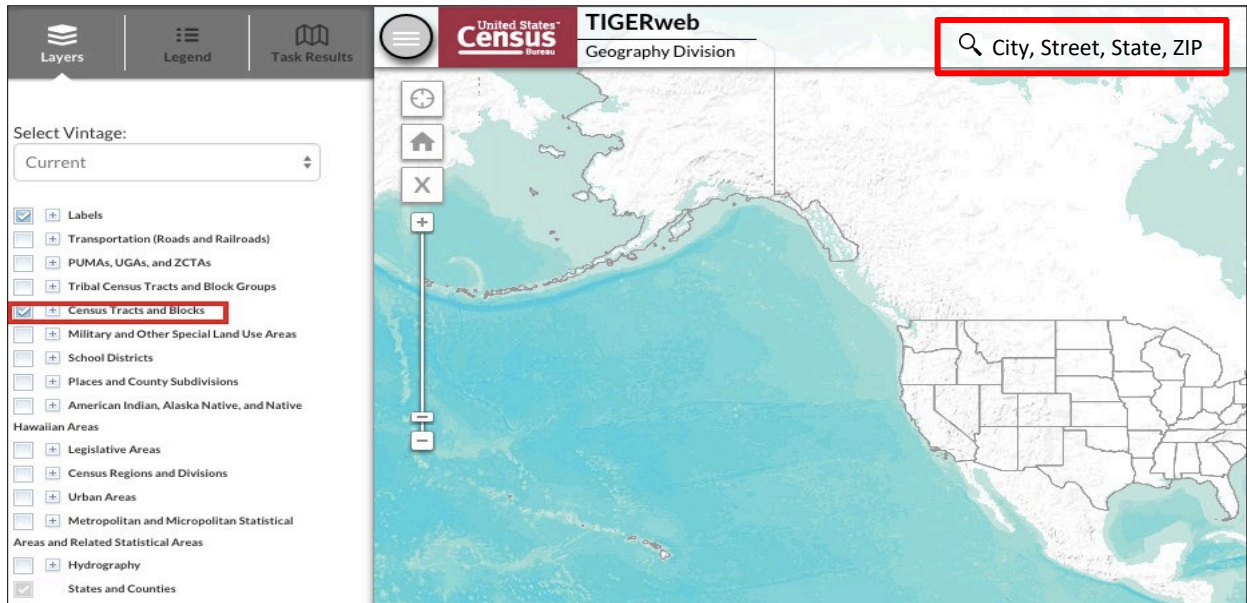 Layers
Legend
Task Results
United States™
Census
Bureau
TIGERweb
Geography Division
City, Street, State, ZIP
Select Vintage:
Current
Labels
Transportation (Roads and Railroads)
PUMAs, UGAs, and ZCTAs
Tribal Census Tracts and Block Groups
Census Tracts and Blocks
Military and Other Special Land Use Areas
School Districts
Places and County Subdivisions
American Indian, Alaska Native, and Native
Hawaiian Areas
Legislative Areas
Census Regions and Divisions
Urban Areas
Metropolitan and Micropolitan Statistical
Areas and Related Statistical Areas
Hydrography
States and Counties